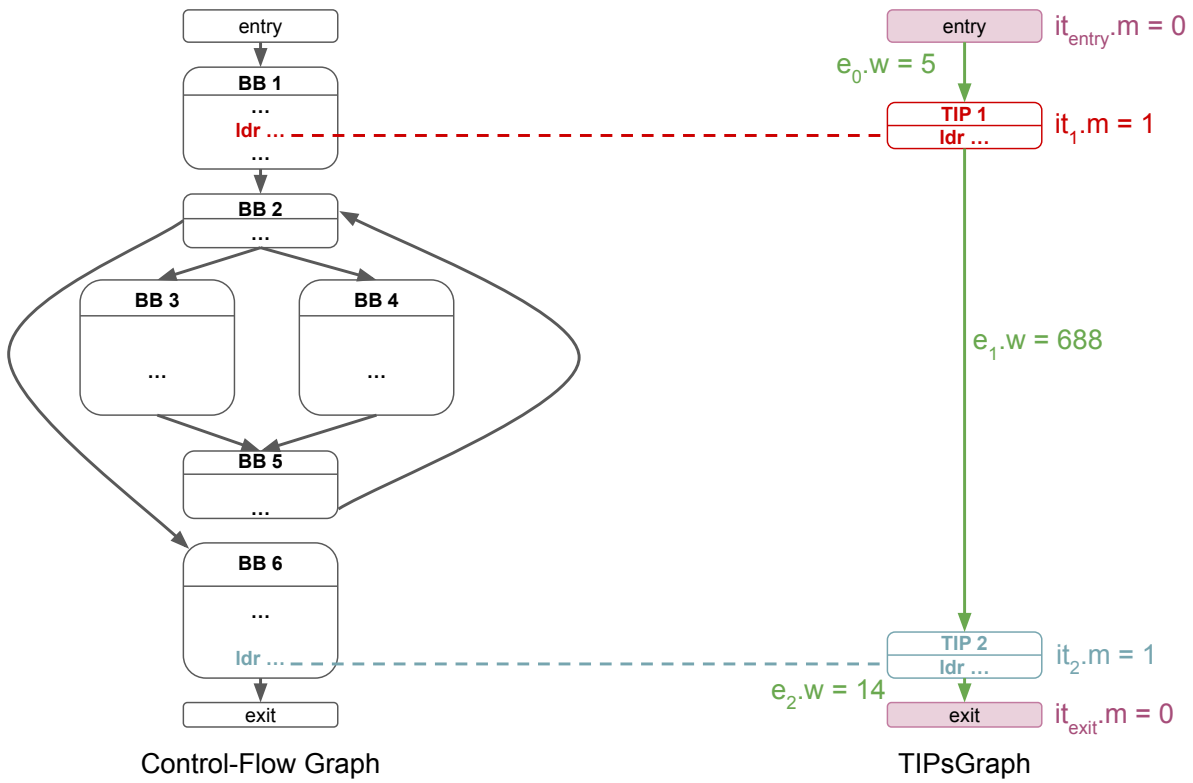 entry
entry
it_entry.m = 0
e_0.w = 5
BB 1
...
ldr ...
...
TIP 1
ldr ...
it_1.m = 1
BB 2
...
BB 3
...
BB 4
...
e_1.w = 688
BB 5
...
BB 6
...
ldr ...
TIP 2
ldr ...
it_2.m = 1
e_2.w = 14
exit
exit
it_exit.m = 0
Control-Flow Graph
TIPsGraph